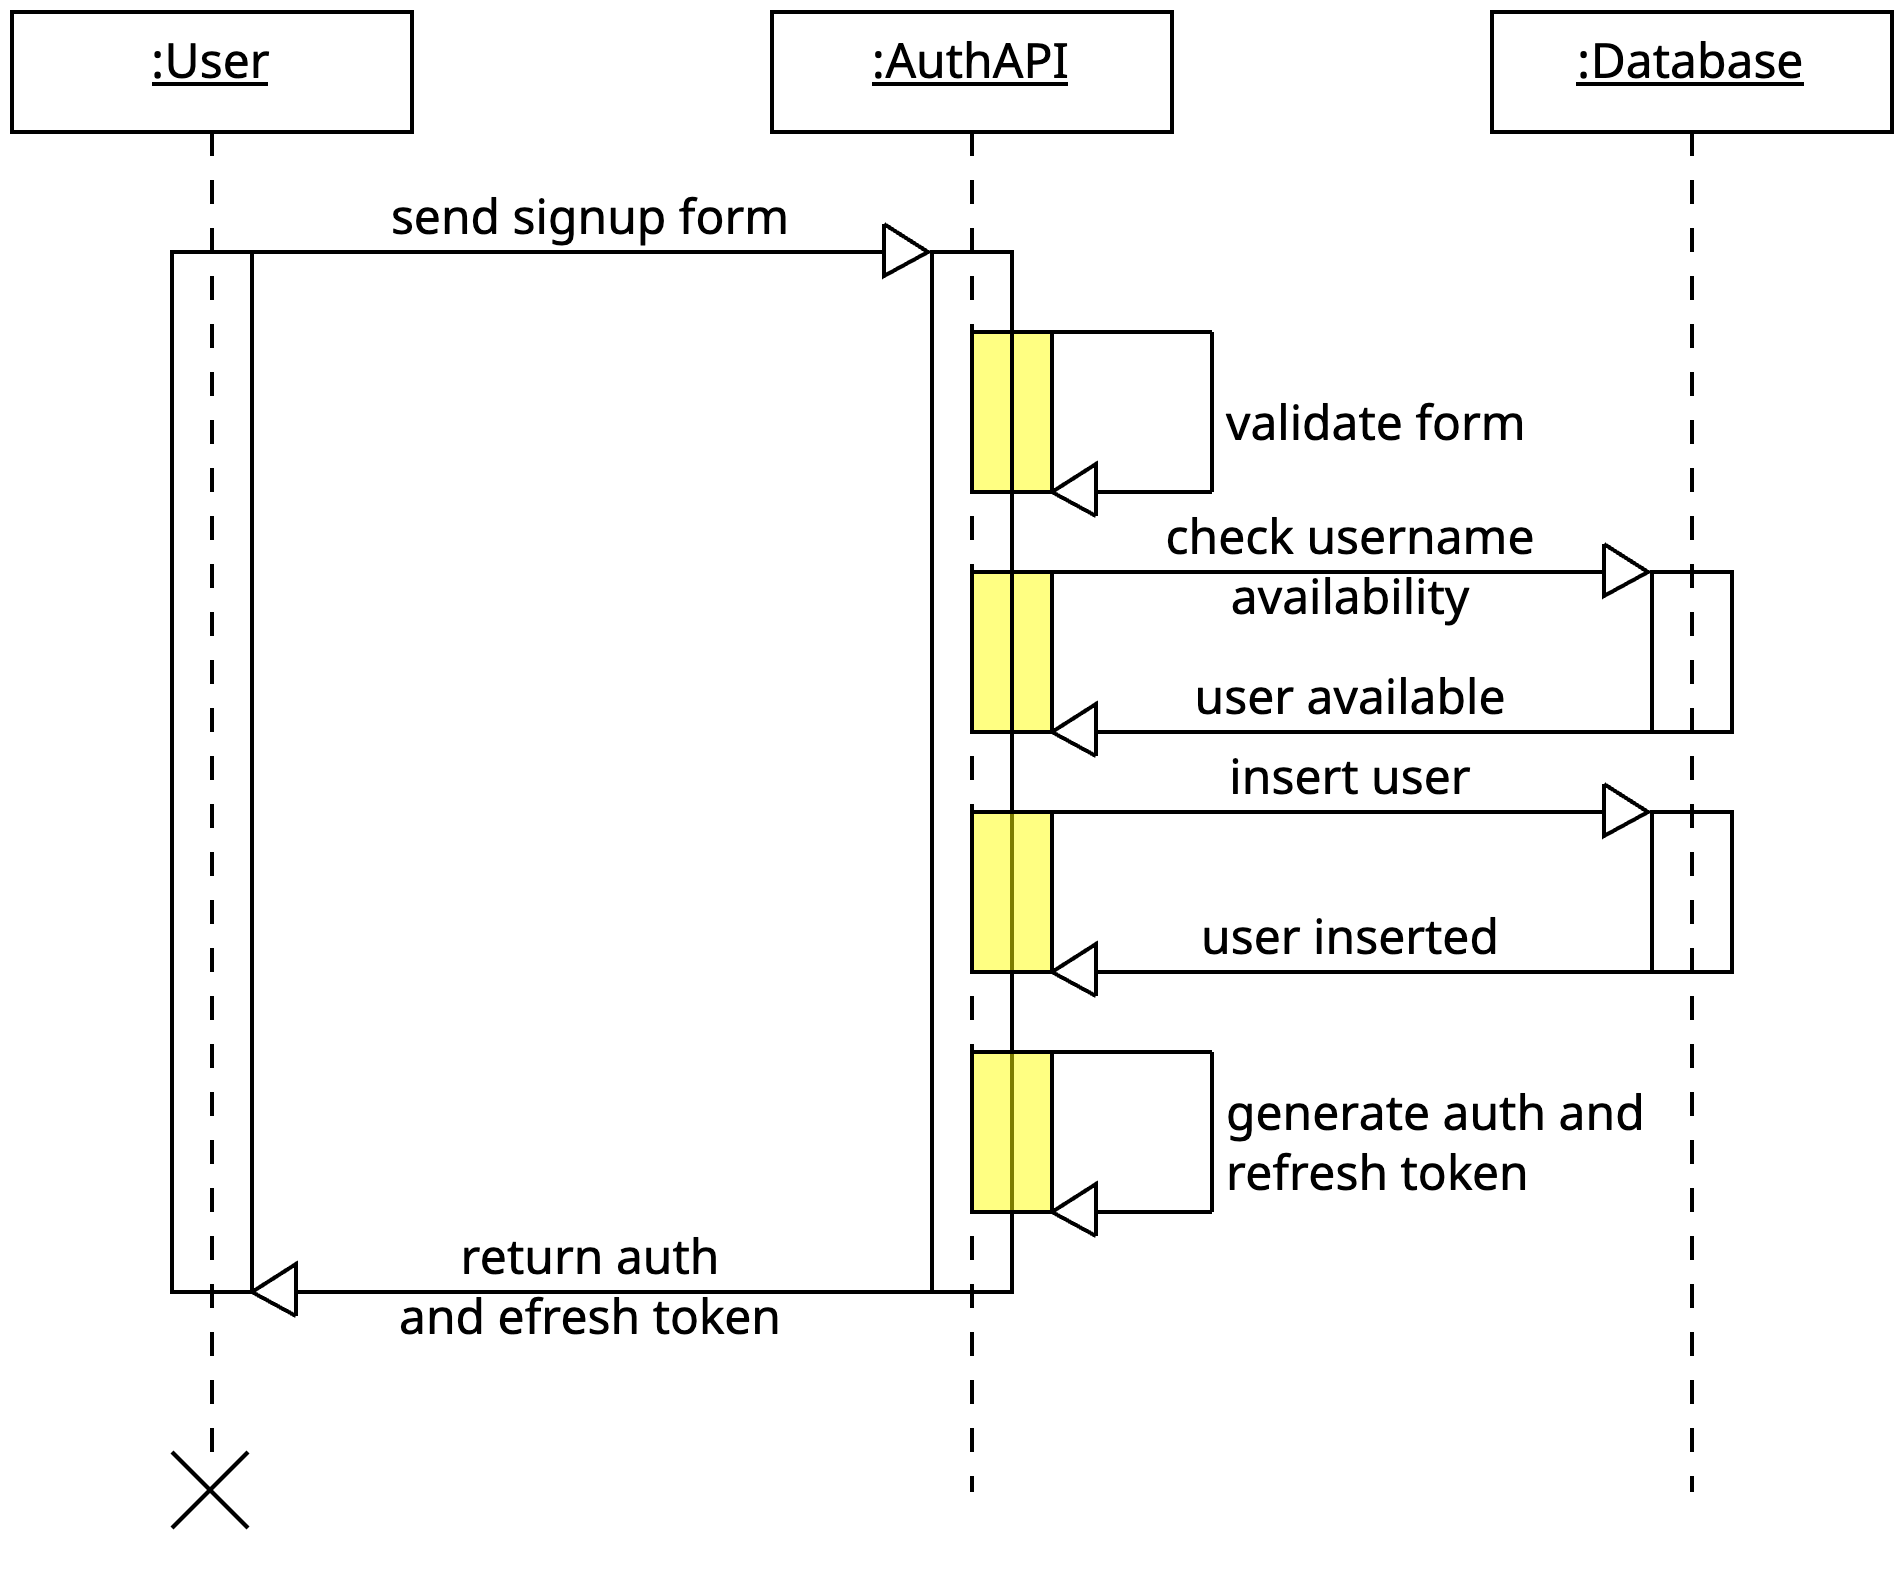 :User
:AuthAPI
:Database
send signup form
validate form
check username
availability
user available
insert user
user inserted
generate auth and
refresh token
return auth
and efresh token